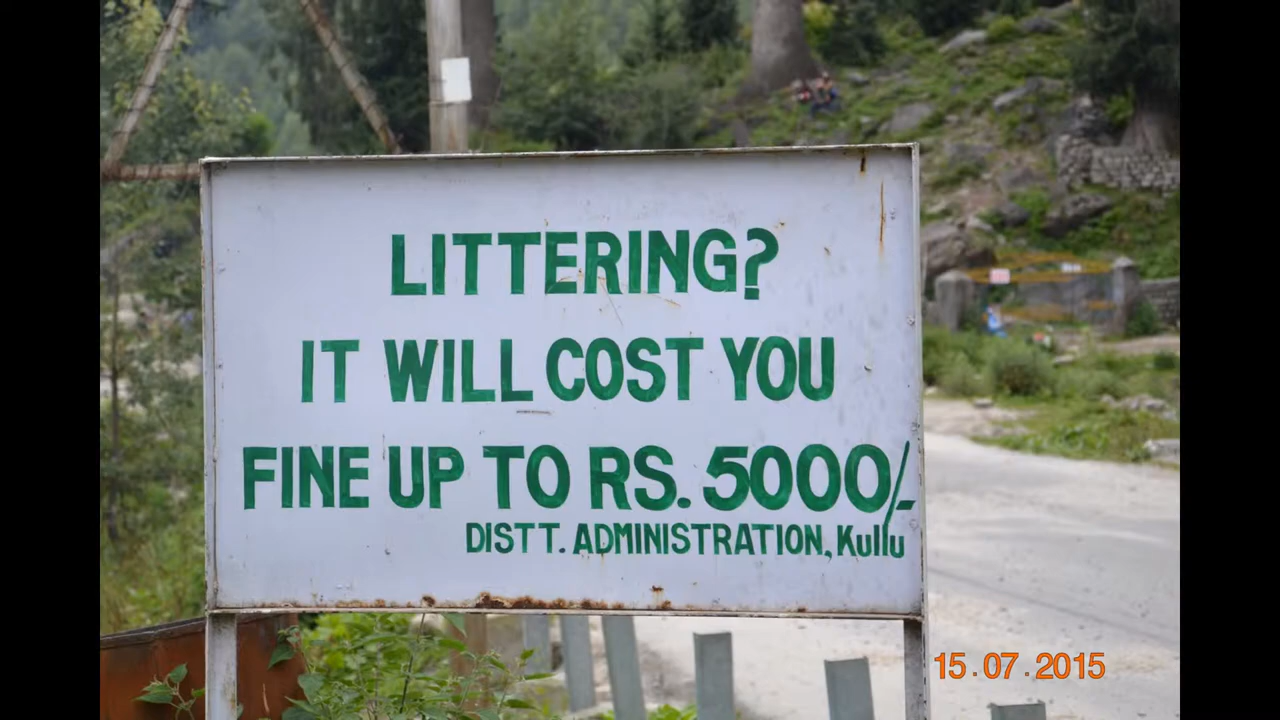 LITTERING?
IT WILL COST YOU
FINE UP TO RS. 5000/-
DISTT. ADMINISTRATION, Kullu
15.07.2015